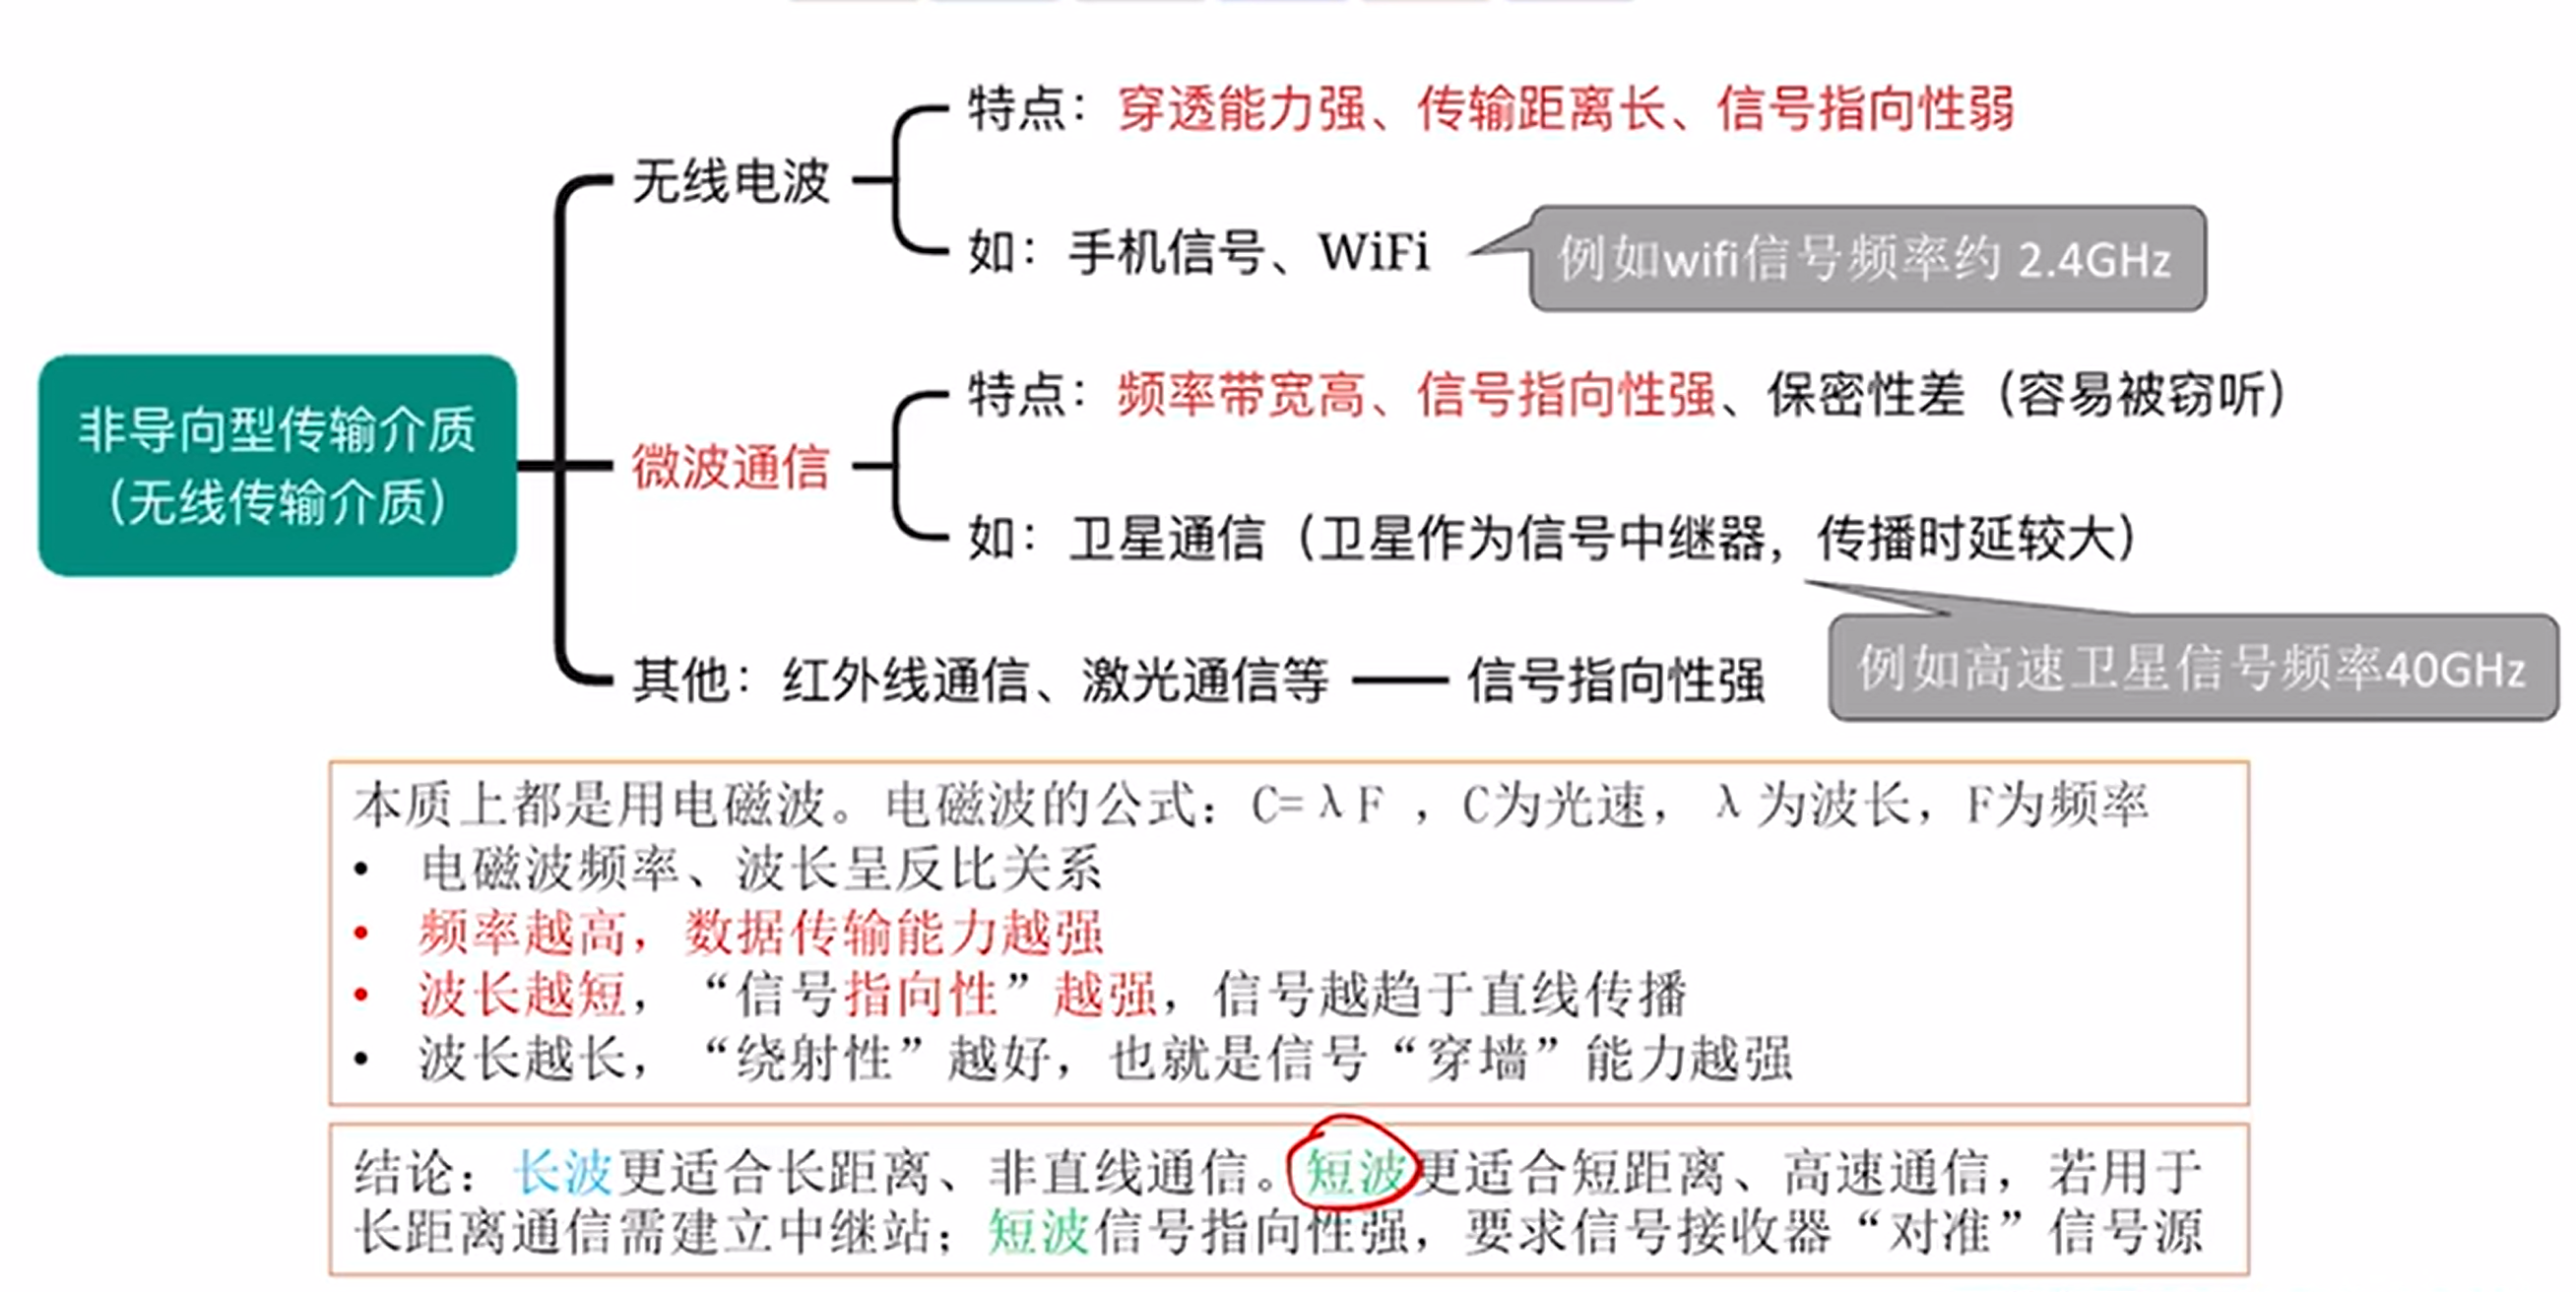 特点：穿透能力强、传输距离长、信号指向性弱
无线电波
如：手机信号、WiFi
例如wifi信号频率约 2.4GHz
非导向型传输介质
（无线传输介质）
特点：频率带宽高、信号指向性强、保密性差（容易被窃听）
微波通信
如：卫星通信（卫星作为信号中继器，传播时延较大）
例如高速卫星信号频率40GHz
其他：红外线通信、激光通信等
信号指向性强
本质上都是用电磁波。电磁波的公式：C=λF ，C为光速，λ为波长，F为频率
• 电磁波频率、波长呈反比关系
• 频率越高，数据传输能力越强
• 波长越短，“信号指向性”越强，信号越趋于直线传播
• 波长越长，“绕射性”越好，也就是信号“穿墙”能力越强
结论：长波更适合长距离、非直线通信。短波更适合短距离、高速通信，若用于
长距离通信需建立中继站；短波信号指向性强，要求信号接收器“对准”信号源